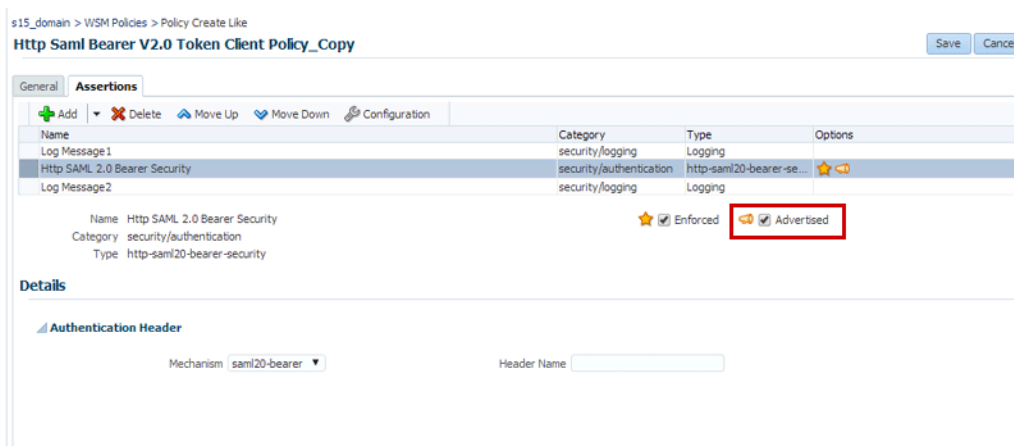 s15_domain > WSM Policies > Policy Create Like
Http Saml Bearer V2.0 Token Client Policy_Copy Save Cance
General Assertions
Add Delete Move Up Move Down Configuration
Name Category Type Options
Log Message1 security/logging Logging
Http SAML 2.0 Bearer Security security/authentication http-saml20-bearer-se...
Log Message2 security/logging Logging
Name Http SAML 2.0 Bearer Security Enforced Advertised
Category security/authentication
Type http-saml20-bearer-security
Details
Authentication Header
Mechanism saml20-bearer Header Name